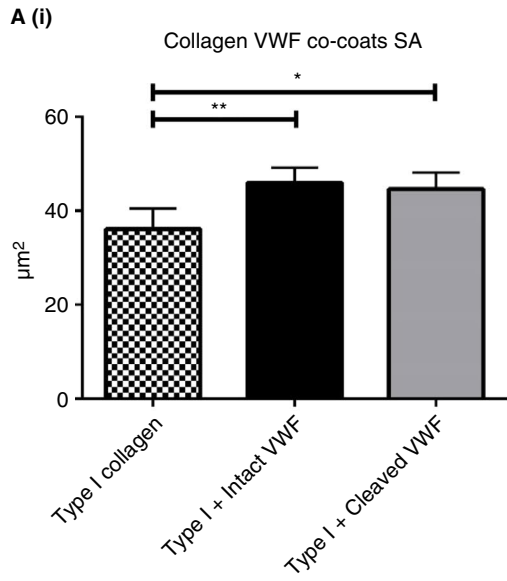 A (i)
Collagen VWF co-coats SA
*
**
60
40
20
0
µm²
Type I collagen
Type I + Intact VWF
Type I + Cleaved VWF